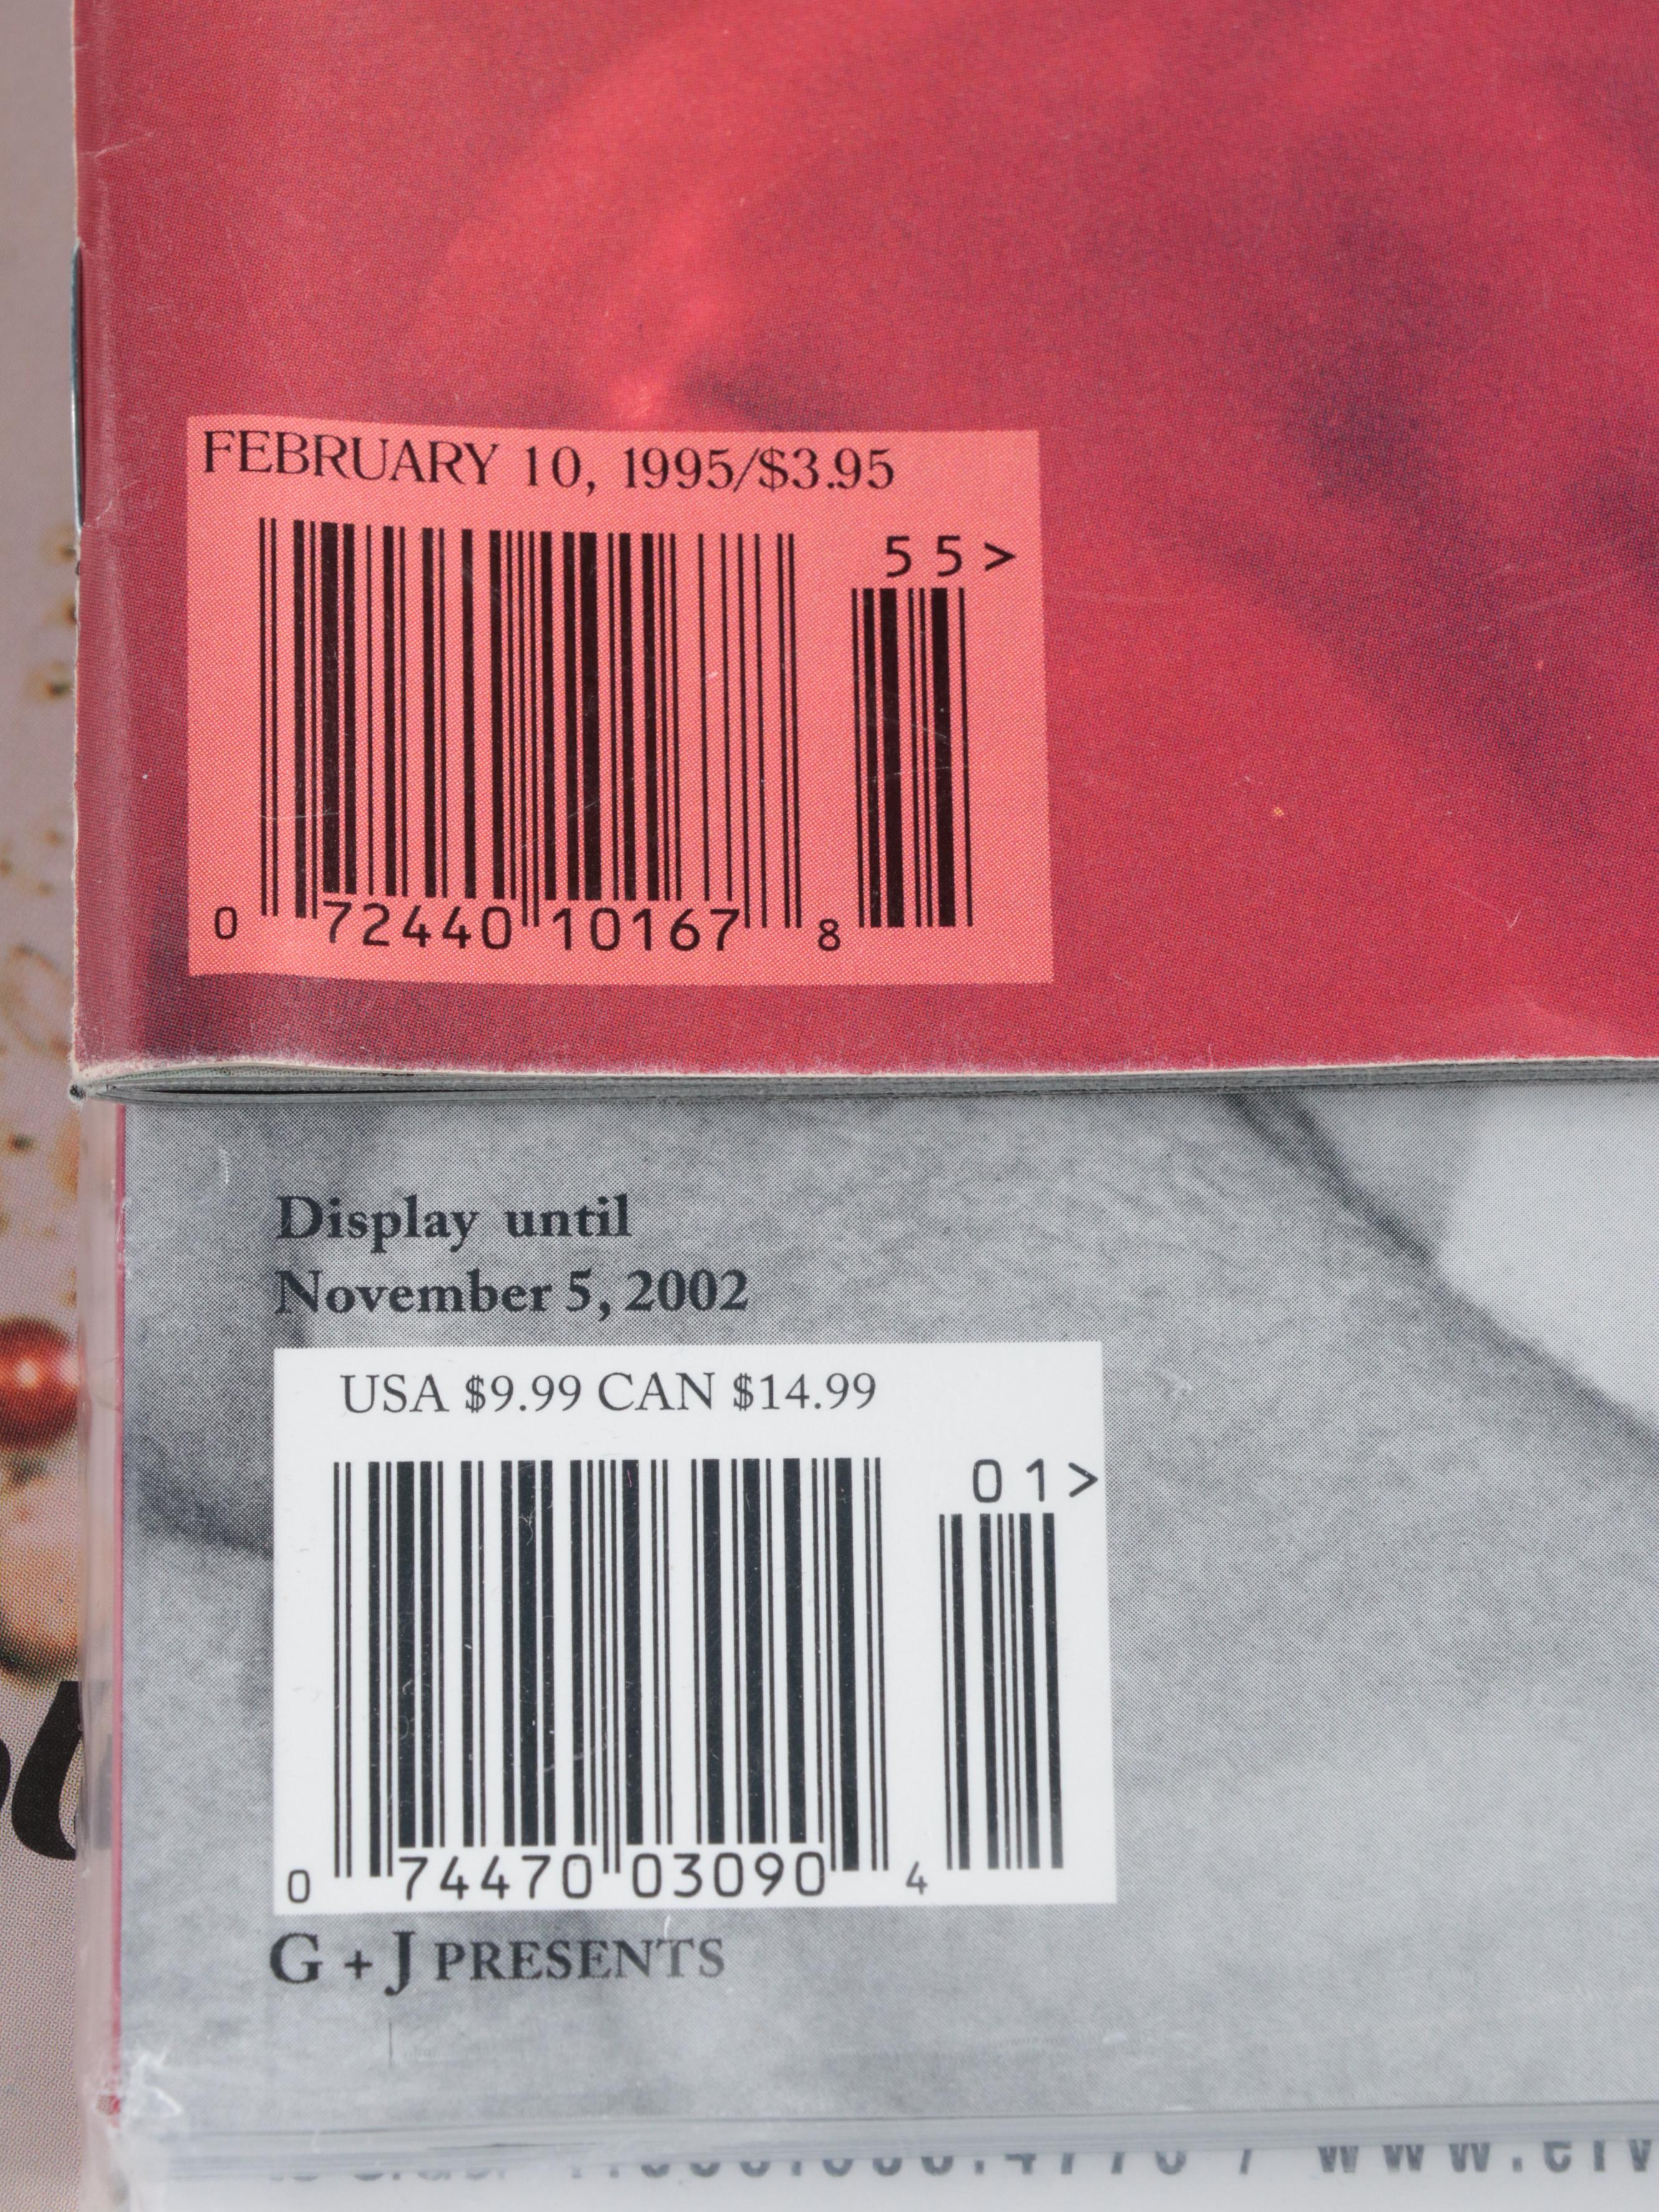 FEBRUARY 10, 1995/$3.95
55>
0 72440 10167 8
Display until
November 5, 2002
USA $9.99 CAN $14.99
01>
0 74470 03090 4
G + J PRESENTS